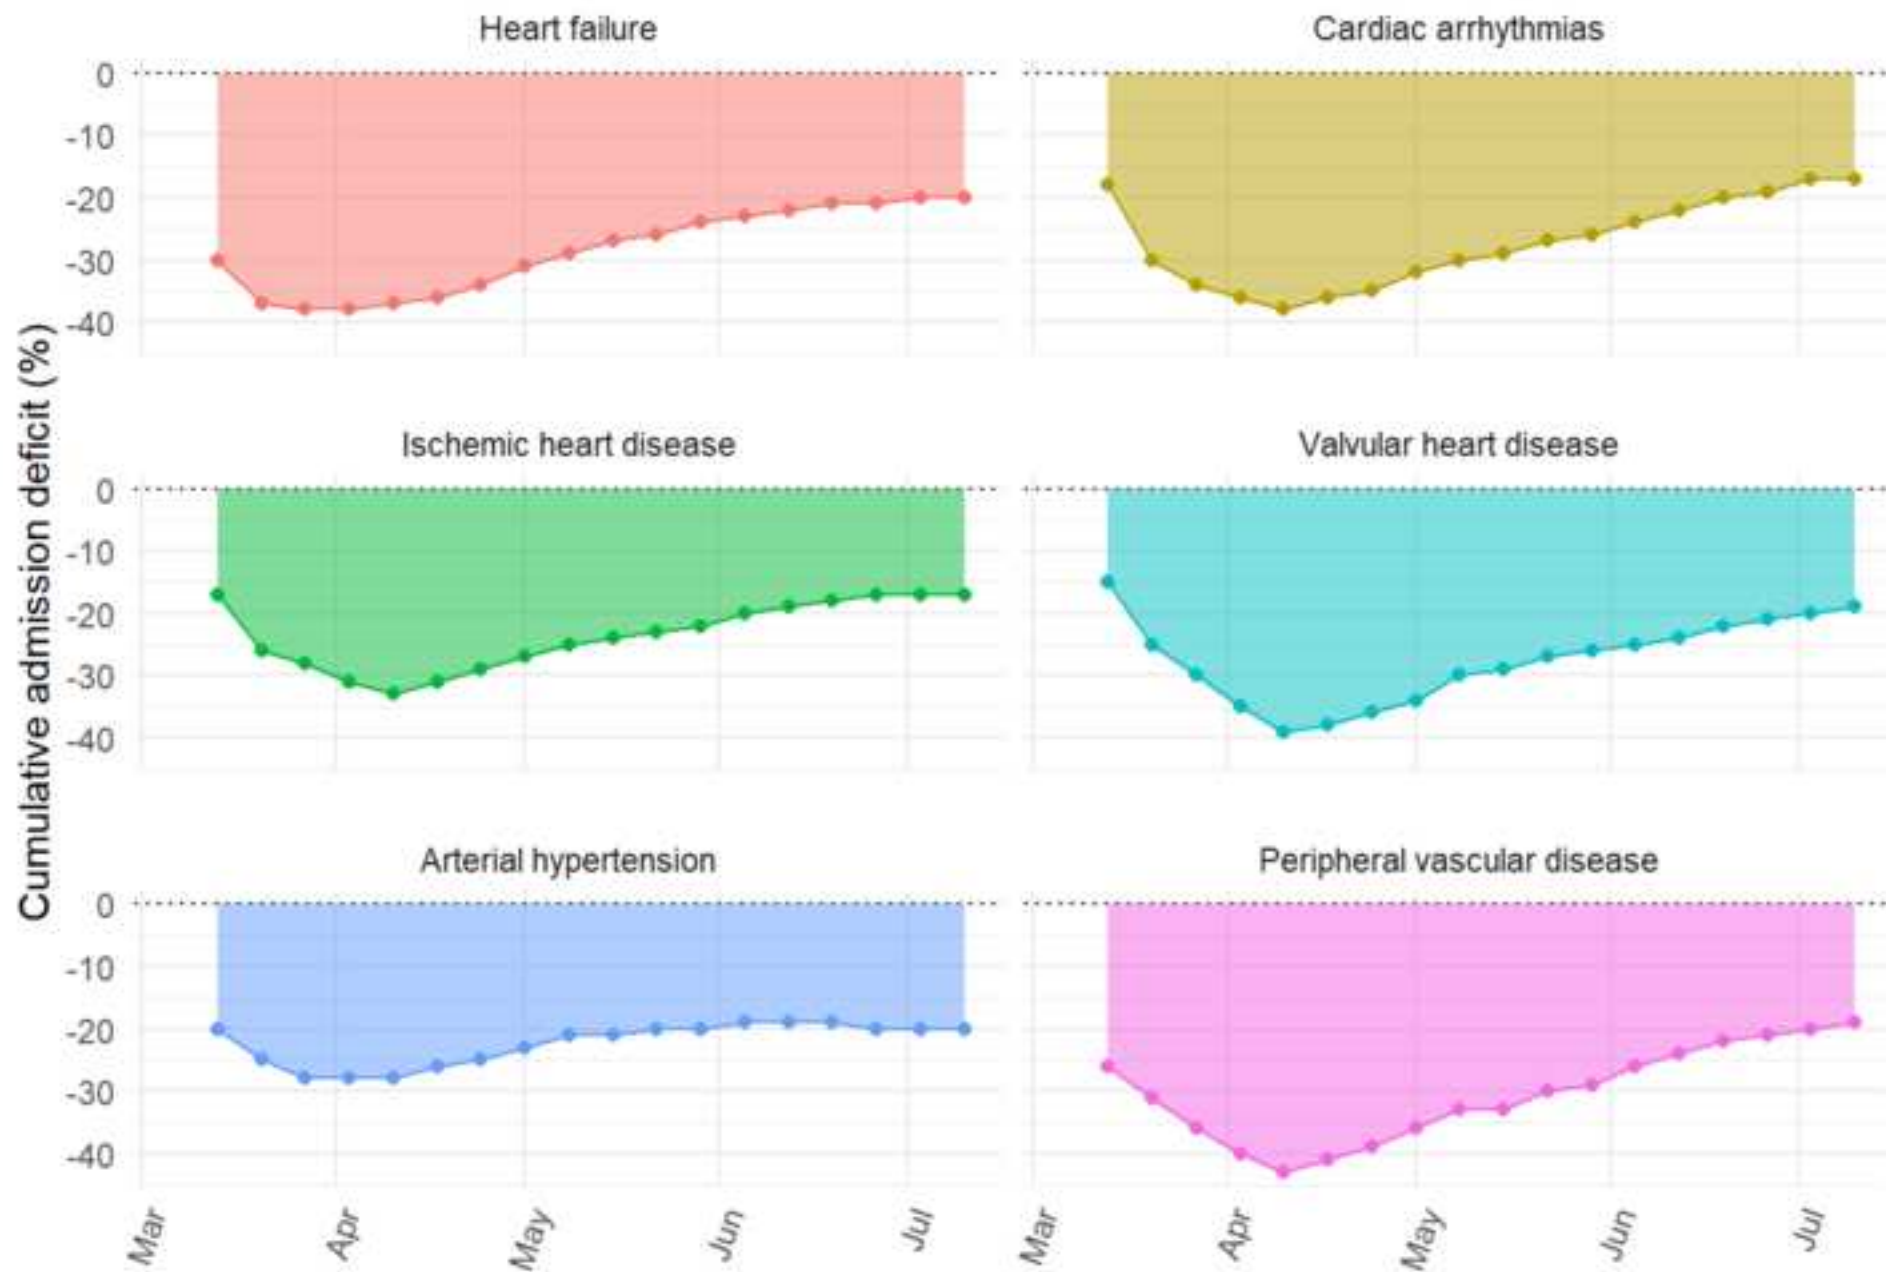 Heart failure
Cardiac arrhythmias
0
-10
-20
-30
-40
Ischemic heart disease
Valvular heart disease
0
-10
-20
-30
-40
Cumulative admission deficit (%)
Arterial hypertension
Peripheral vascular disease
0
-10
-20
-30
-40
Mar Apr May Jun Jul
Mar Apr May Jun Jul